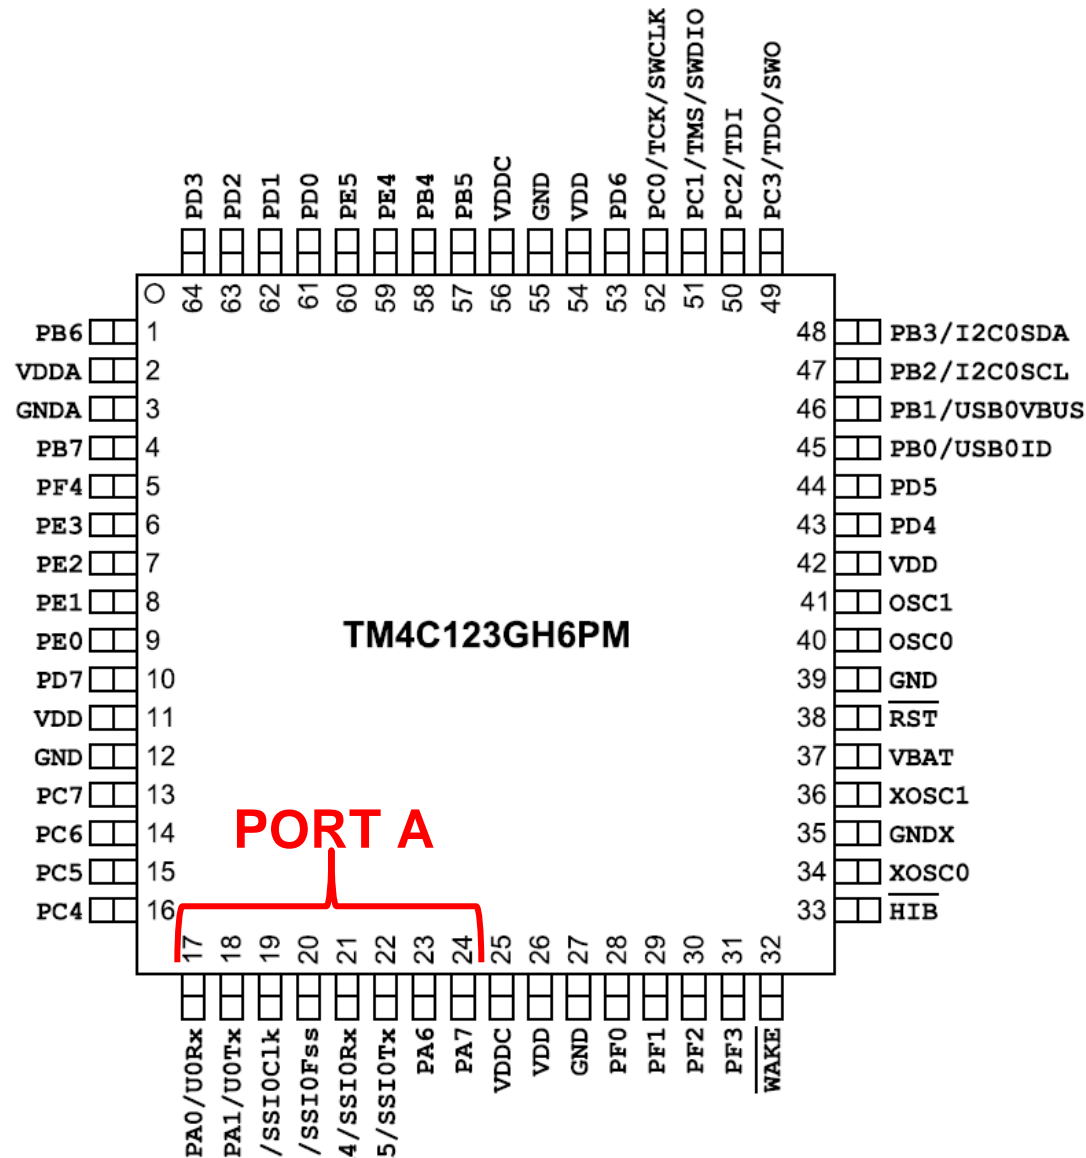 PD3
PD2
PD1
PD0
PE5
PE4
PB4
PB5
VDDC
GND
VDD
PD6
PC0/TCK/SWCLK
PC1/TMS/SWDIO
PC2/TDI
PC3/TDO/SWO
64
63
62
61
60
59
58
57
56
55
54
53
52
51
50
49
PB6 1
VDDA 2
GNDA 3
PB7 4
PF4 5
PE3 6
PE2 7
PE1 8
PE0 9
PD7 10
VDD 11
GND 12
PC7 13
PC6 14
PC5 15
PC4 16
TM4C123GH6PM
PORT A
48 PB3/I2C0SDA
47 PB2/I2C0SCL
46 PB1/USB0VBUS
45 PB0/USB0ID
44 PD5
43 PD4
42 VDD
41 OSC1
40 OSC0
39 GND
38 RST
37 VBAT
36 XOSC1
35 GNDX
34 XOSC0
33 HIB
17
18
19
20
21
22
23
24
25
26
27
28
29
30
31
32
PA0/U0Rx
PA1/U0Tx
/SSI0Clk
/SSI0Fss
4/SSI0Rx
5/SSI0Tx
PA6
PA7
VDDC
VDD
GND
PF0
PF1
PF2
PF3
WAKE